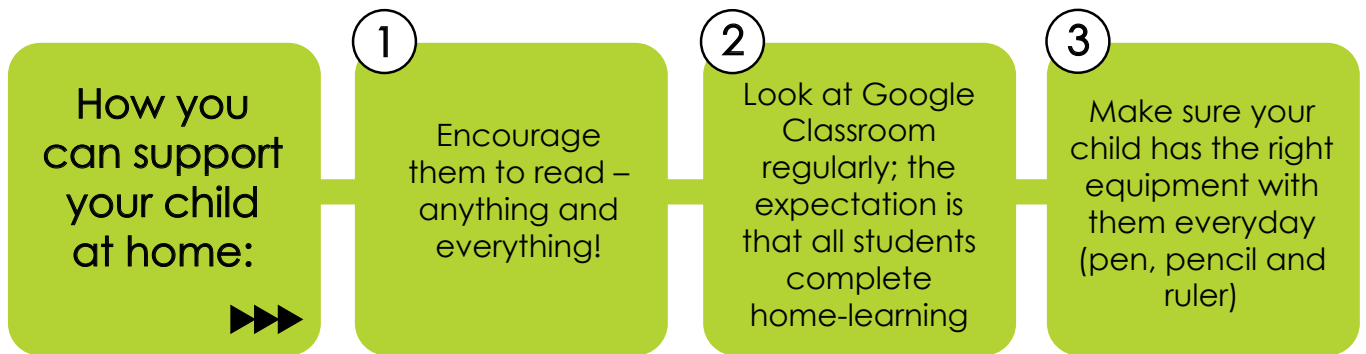 How you
can support
your child
at home:
1
Encourage
them to read –
anything and
everything!
2
Look at Google
Classroom
regularly; the
expectation is
that all students
complete
home-learning
3
Make sure your
child has the right
equipment with
them everyday
(pen, pencil and
ruler)